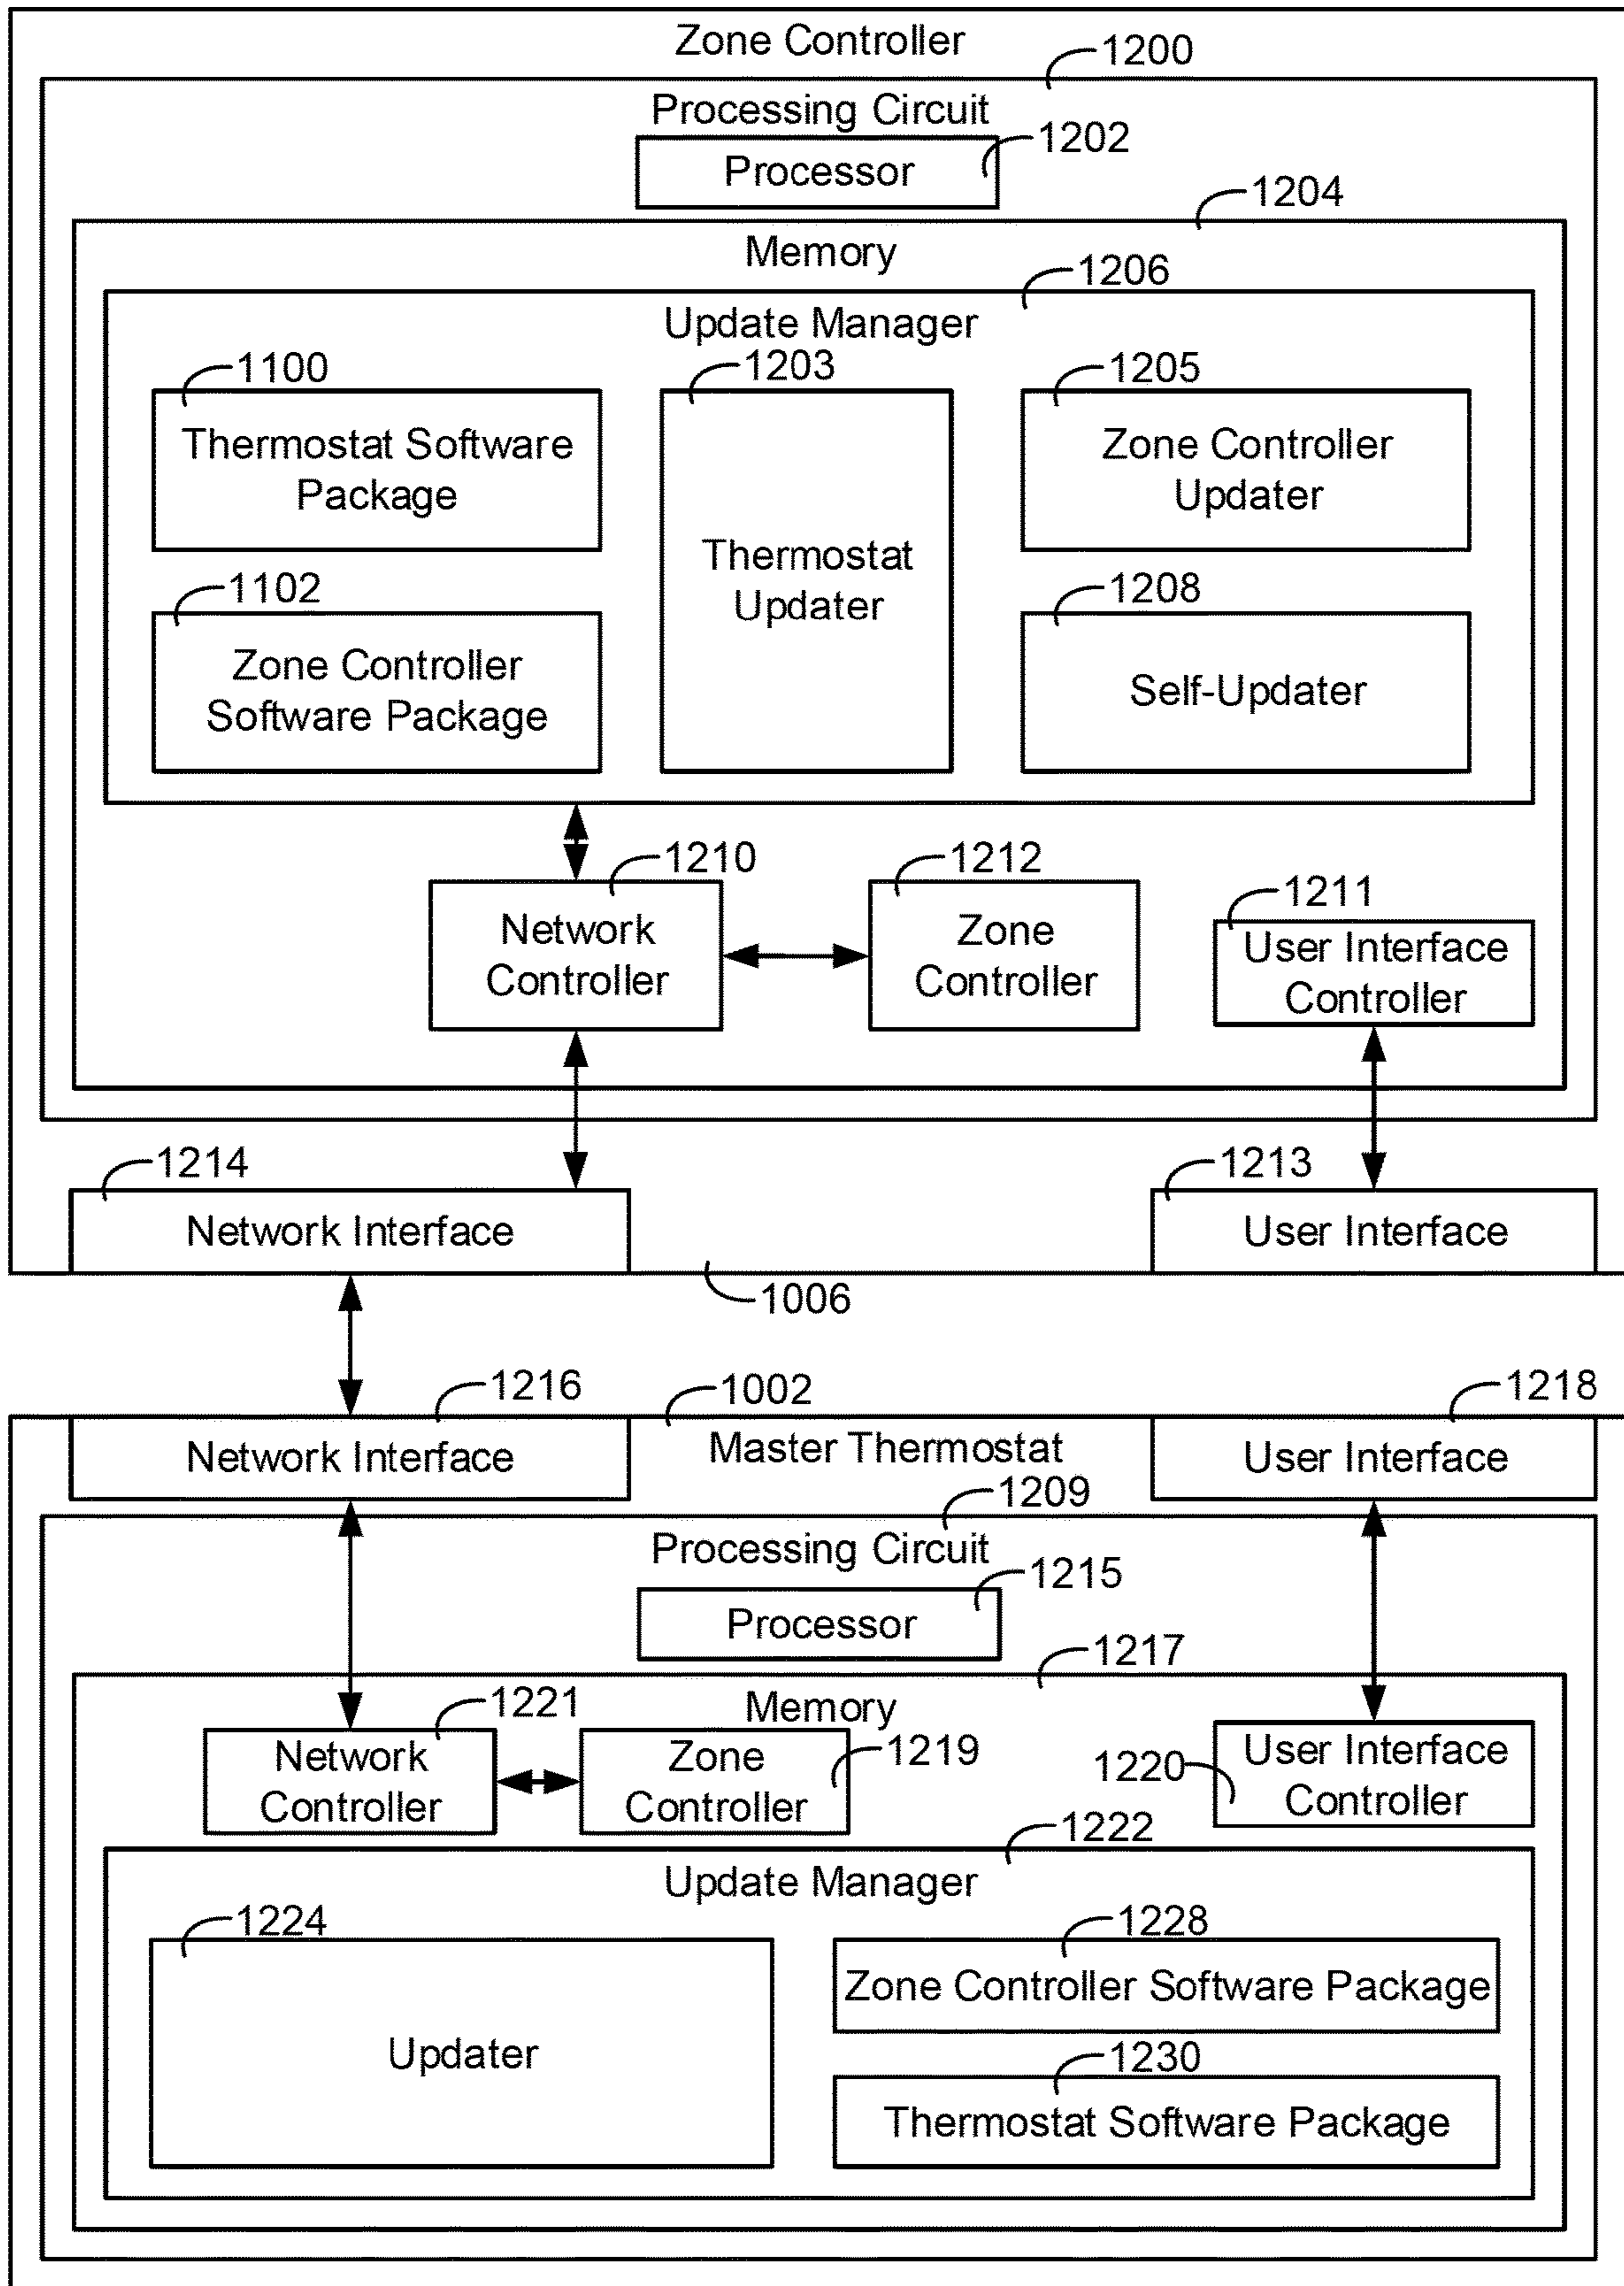 Zone Controller
1200
Processing Circuit
1202
Processor
1204
Memory
1206
Update Manager
1100
1203
1205
Thermostat Software
Package
Thermostat
Updater
Zone Controller
Updater
1102
1208
Zone Controller
Software Package
Self-Updater
1210
1212
1211
Network
Controller
Zone
Controller
User Interface
Controller
1214
1213
Network Interface
User Interface
1006
1216
1002
1218
Network Interface
Master Thermostat
User Interface
1209
Processing Circuit
1215
Processor
1217
Memory
1221
Network
Controller
Zone
Controller
1219
1220
User Interface
Controller
1222
Update Manager
1224
1228
Updater
Zone Controller Software Package
1230
Thermostat Software Package